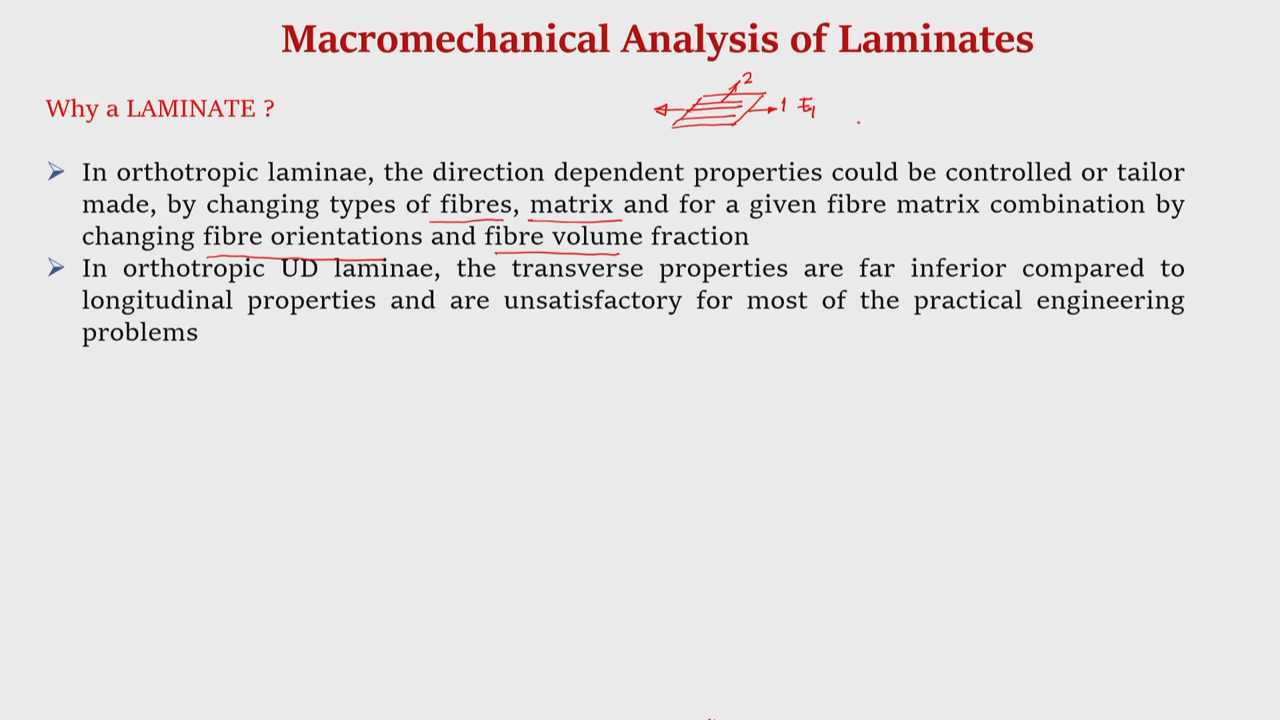 Macromechanical Analysis of Laminates
Why a LAMINATE ?
2
1 E1
In orthotropic laminae, the direction dependent properties could be controlled or tailor
made, by changing types of fibres, matrix and for a given fibre matrix combination by
changing fibre orientations and fibre volume fraction
In orthotropic UD laminae, the transverse properties are far inferior compared to
longitudinal properties and are unsatisfactory for most of the practical engineering
problems